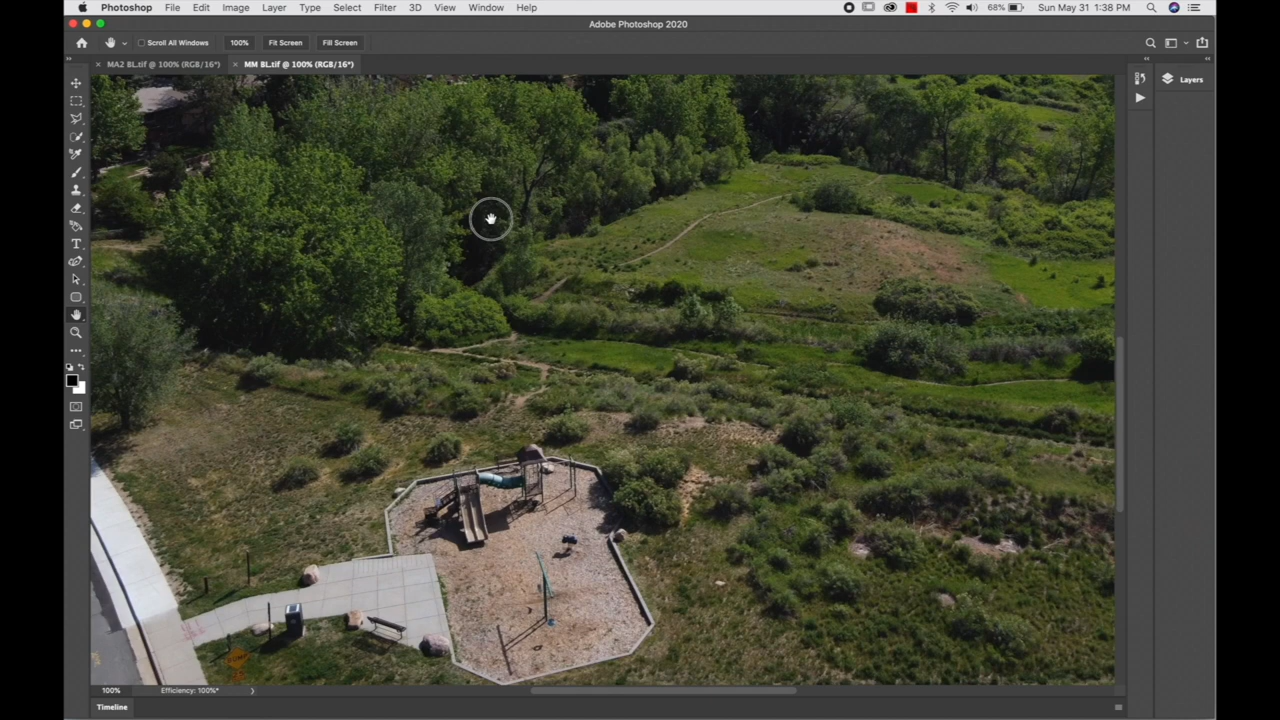 Photoshop File Edit Image Layer Type Select Filter 3D View Window Help 68% Sun May 31 1:38 PM
Adobe Photoshop 2020
Scroll All Windows 100% Fit Screen Fill Screen
MA2 BL.tif @ 100% (RGB/16*) MM BL.tif @ 100% (RGB/16*)
Layers
100% Efficiency: 100%*
Timeline